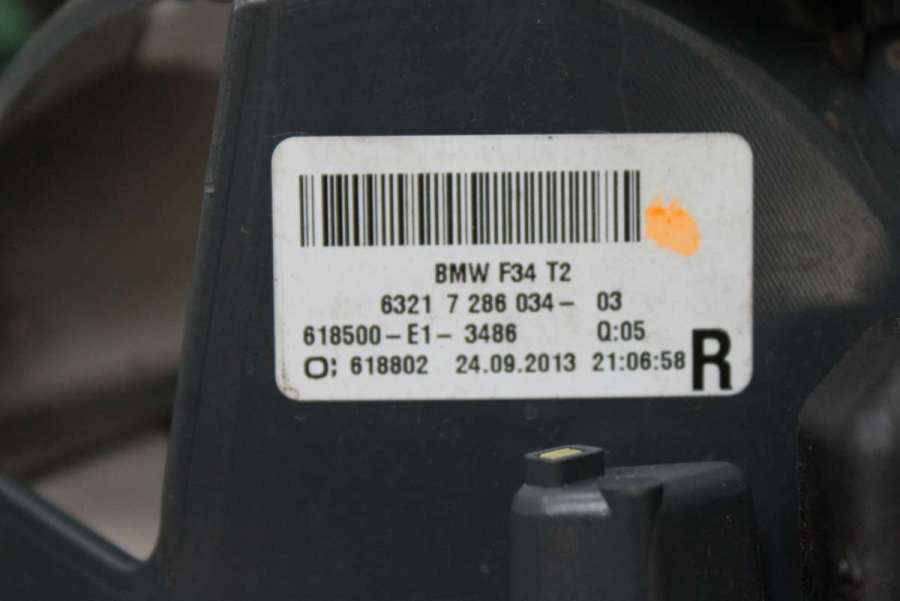 BMW F34 T2
6321 7 286 034- 03
618500-E1- 3486 Q:05
O; 618802 24.09.2013 21:06:58 R